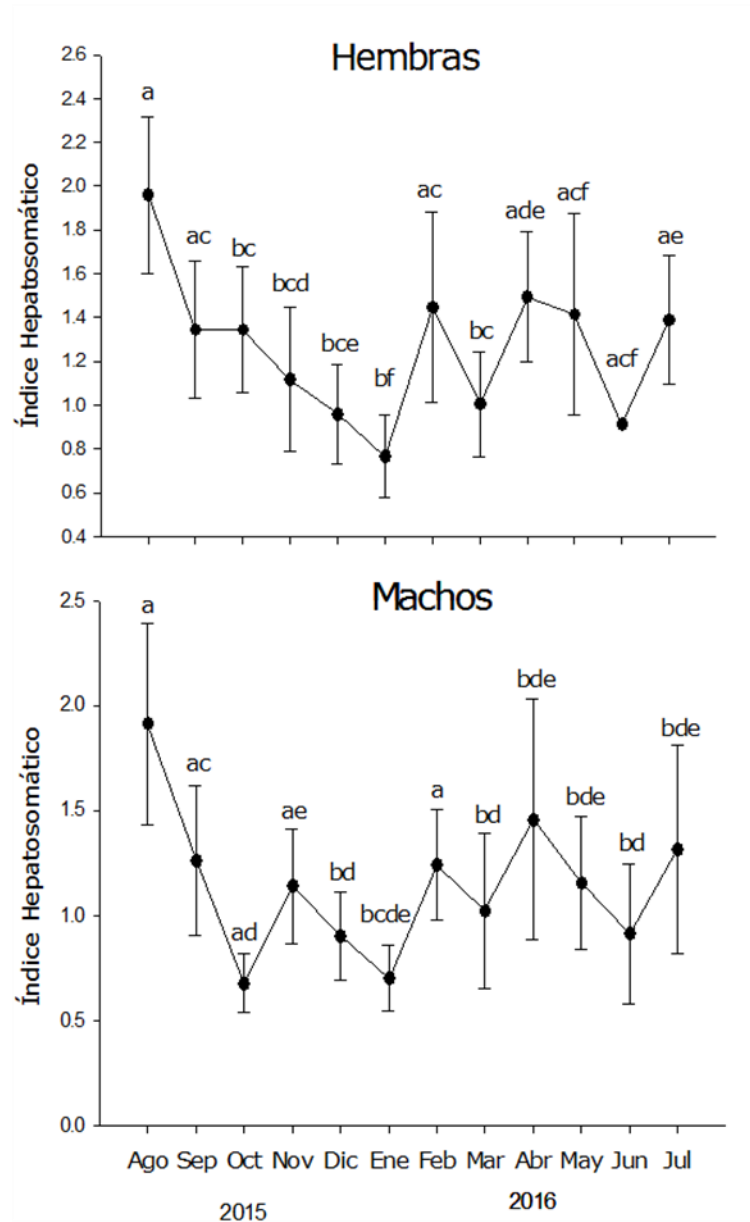 Hembras
Índice Hepatosomático
2.6
2.4
2.2
2.0
1.8
1.6
1.4
1.2
1.0
0.8
0.6
0.4
a
ac
bc
bcd
bce
bf
ac
bc
ade
acf
acf
ae
Machos
Índice Hepatosomático
2.5
2.0
1.5
1.0
0.5
0.0
a
ac
ad
ae
bd
bcde
a
bd
bde
bde
bd
bde
Ago Sep Oct Nov Dic Ene Feb Mar Abr May Jun Jul
2015 2016